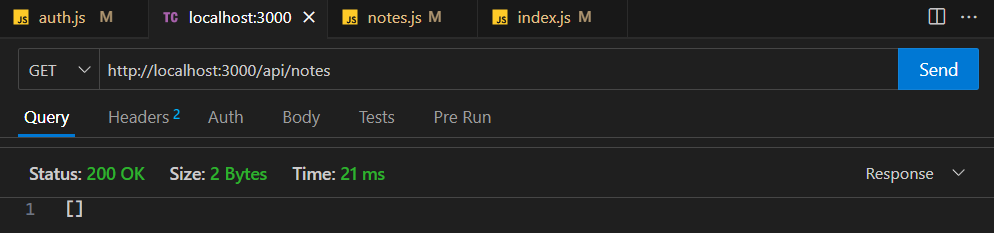 JS auth.js M TC localhost:3000 × JS notes.js M JS index.js M ...
GET http://localhost:3000/api/notes Send
Query Headers 2 Auth Body Tests Pre Run
Status: 200 OK Size: 2 Bytes Time: 21 ms Response
1 []